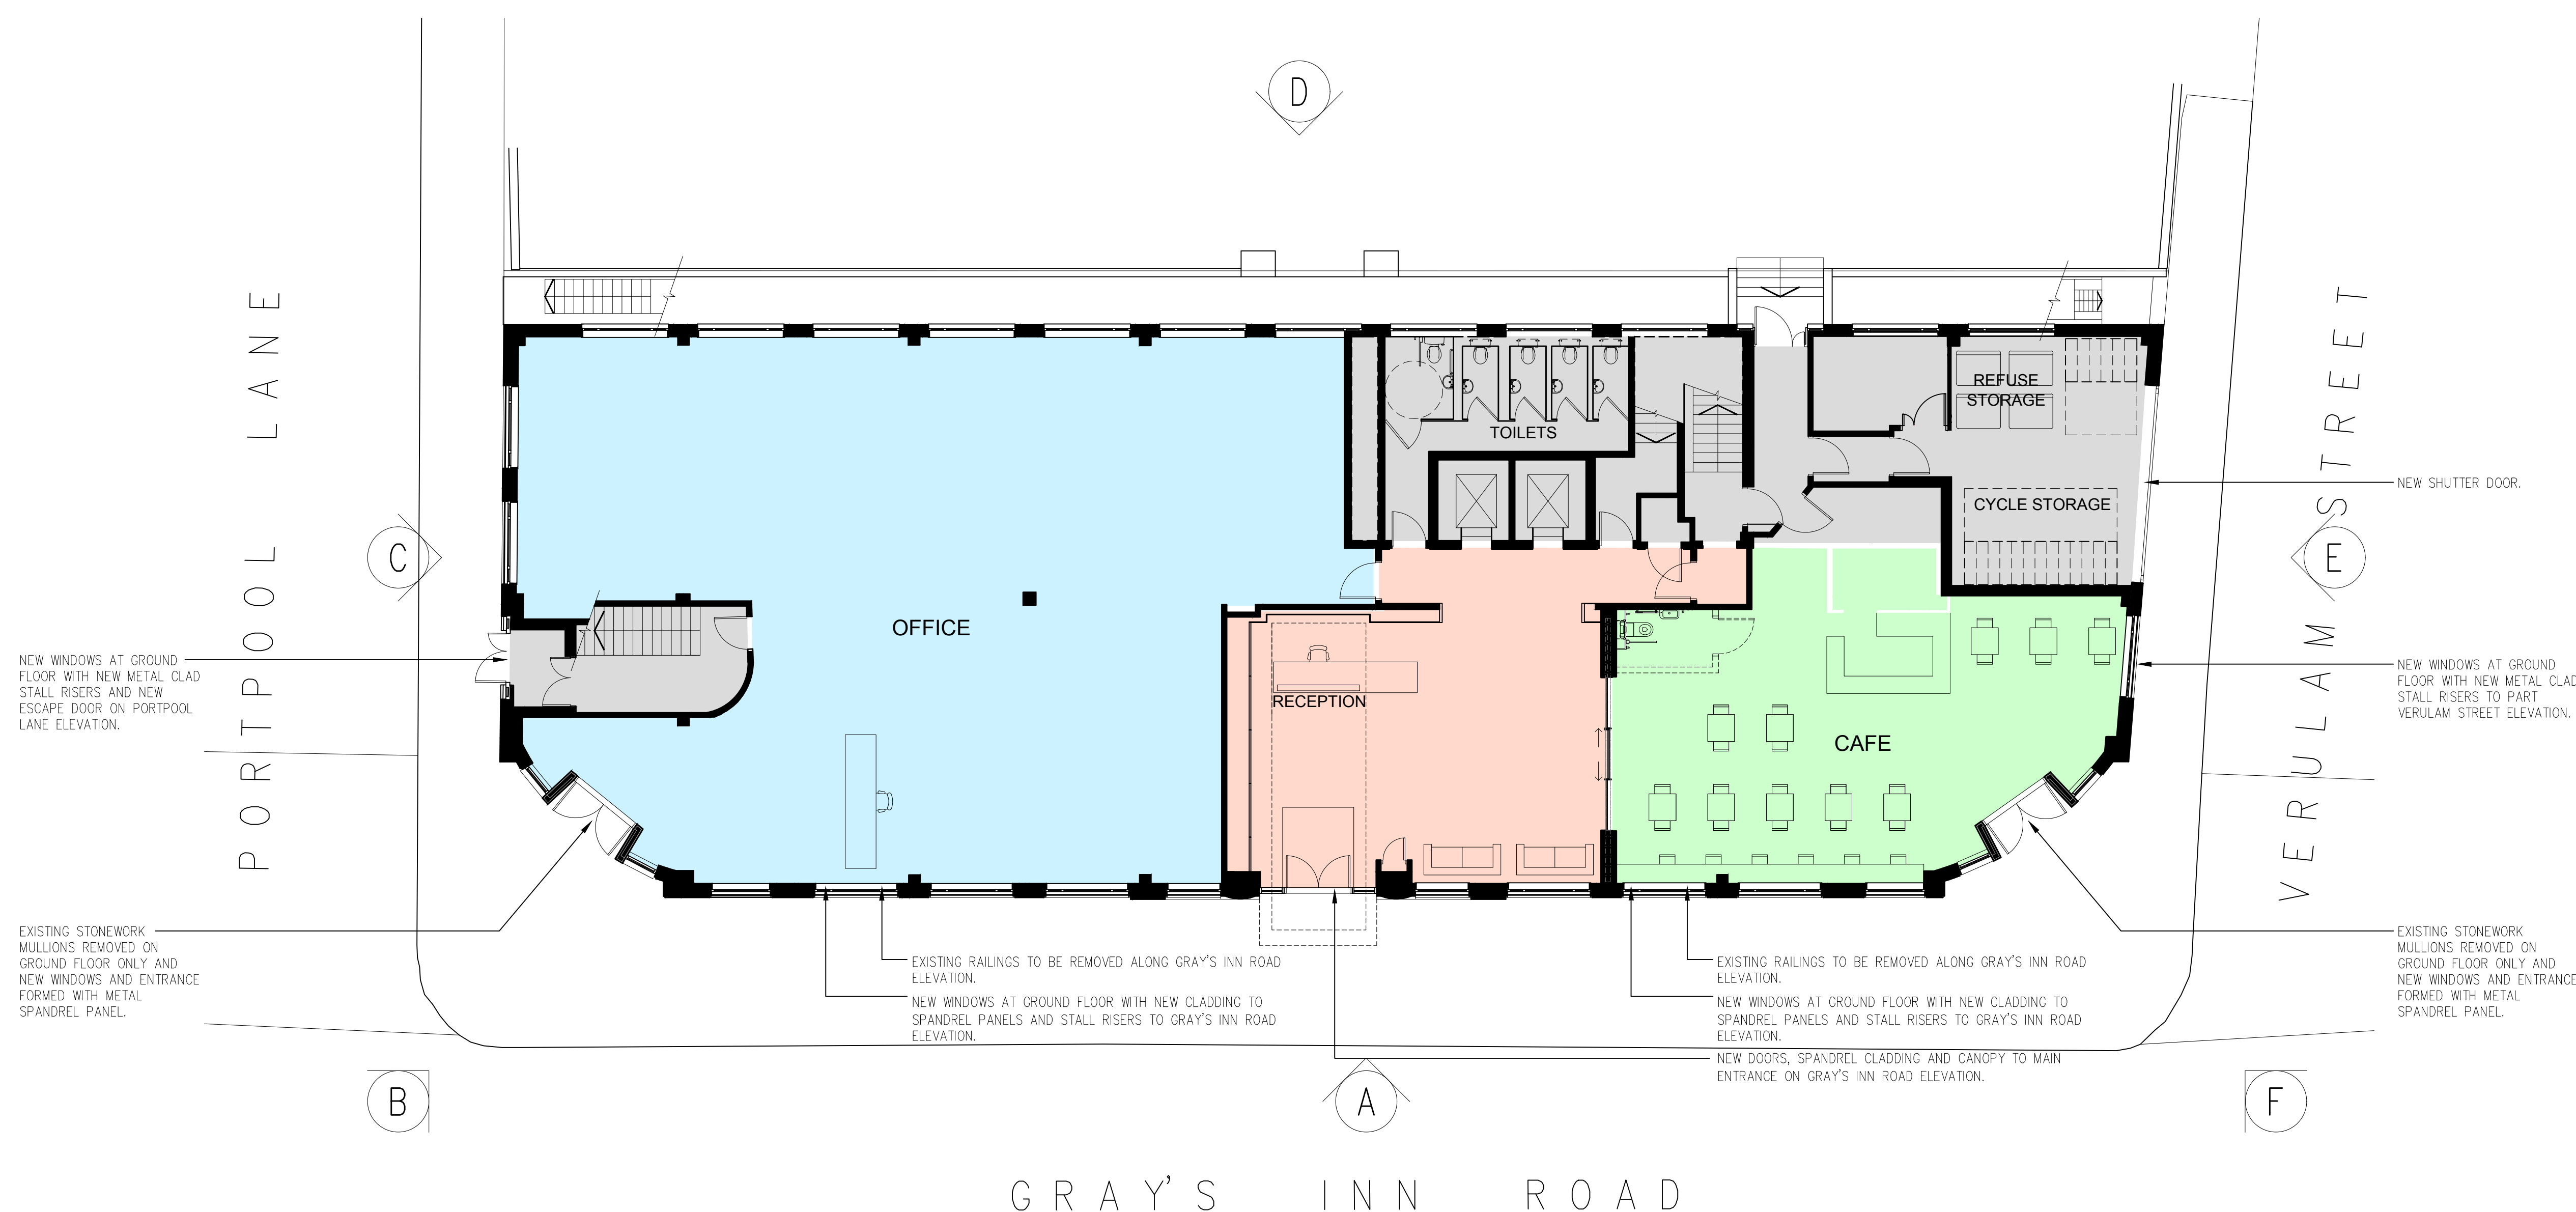 D
PORTPOOL LANE
VERULAM STREET
REFUSE
STORAGE
TOILETS
NEW SHUTTER DOOR.
CYCLE STORAGE
C
E
OFFICE
NEW WINDOWS AT GROUND
FLOOR WITH NEW METAL CLAD
STALL RISERS AND NEW
ESCAPE DOOR ON PORTPOOL
LANE ELEVATION.
NEW WINDOWS AT GROUND
FLOOR WITH NEW METAL CLAD
STALL RISERS TO PART
VERULAM STREET ELEVATION.
RECEPTION
CAFE
EXISTING STONEWORK
MULLIONS REMOVED ON
GROUND FLOOR ONLY AND
NEW WINDOWS AND ENTRANCE
FORMED WITH METAL
SPANDREL PANEL.
EXISTING RAILINGS TO BE REMOVED ALONG GRAY'S INN ROAD
ELEVATION.
NEW WINDOWS AT GROUND FLOOR WITH NEW CLADDING TO
SPANDREL PANELS AND STALL RISERS TO GRAY'S INN ROAD
ELEVATION.
EXISTING RAILINGS TO BE REMOVED ALONG GRAY'S INN ROAD
ELEVATION.
NEW WINDOWS AT GROUND FLOOR WITH NEW CLADDING TO
SPANDREL PANELS AND STALL RISERS TO GRAY'S INN ROAD
ELEVATION.
NEW DOORS, SPANDREL CLADDING AND CANOPY TO MAIN
ENTRANCE ON GRAY'S INN ROAD ELEVATION.
EXISTING STONEWORK
MULLIONS REMOVED ON
GROUND FLOOR ONLY AND
NEW WINDOWS AND ENTRANCE
FORMED WITH METAL
SPANDREL PANEL.
B
A
F
GRAY'S INN ROAD